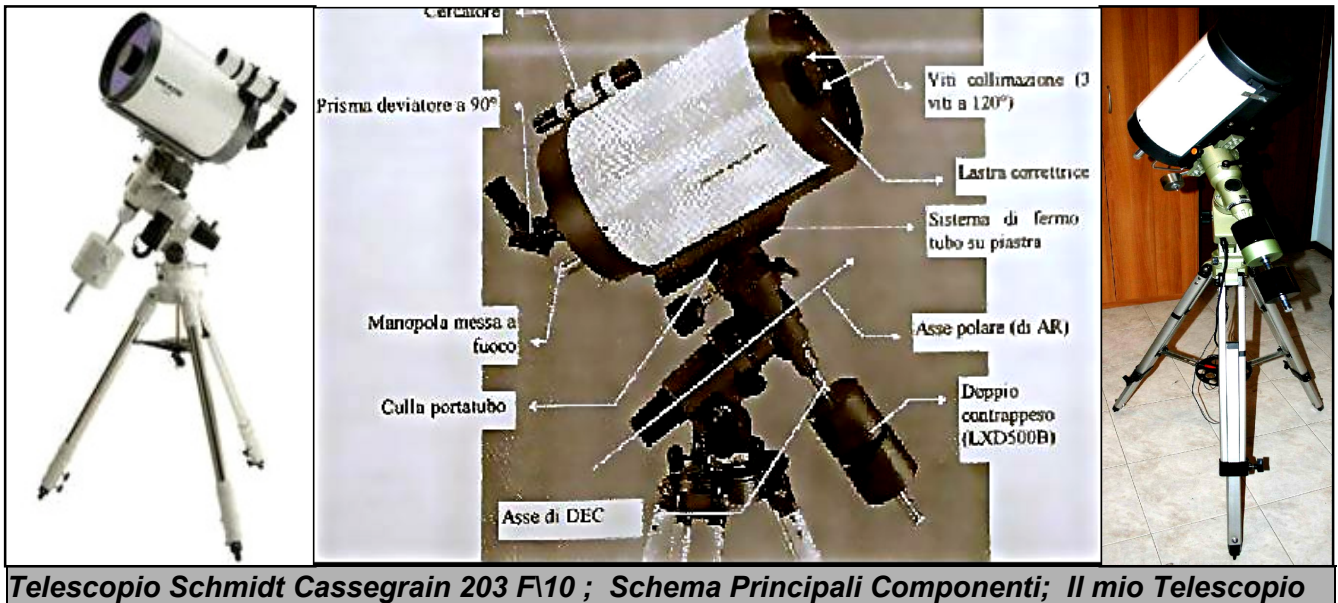 Cercatore
Prisma deviatore a 90°
Manopola messa a
fuoco
Culla portatubo
Asse di DEC
Viti collimazione (3
viti a 120°)
Lastra correttrice
Sistema di fermo
tubo su piastra
Asse polare (di AR)
Doppio
contrappeso
(LXD500B)
Telescopio Schmidt Cassegrain 203 F\10 ; Schema Principali Componenti; Il mio Telescopio